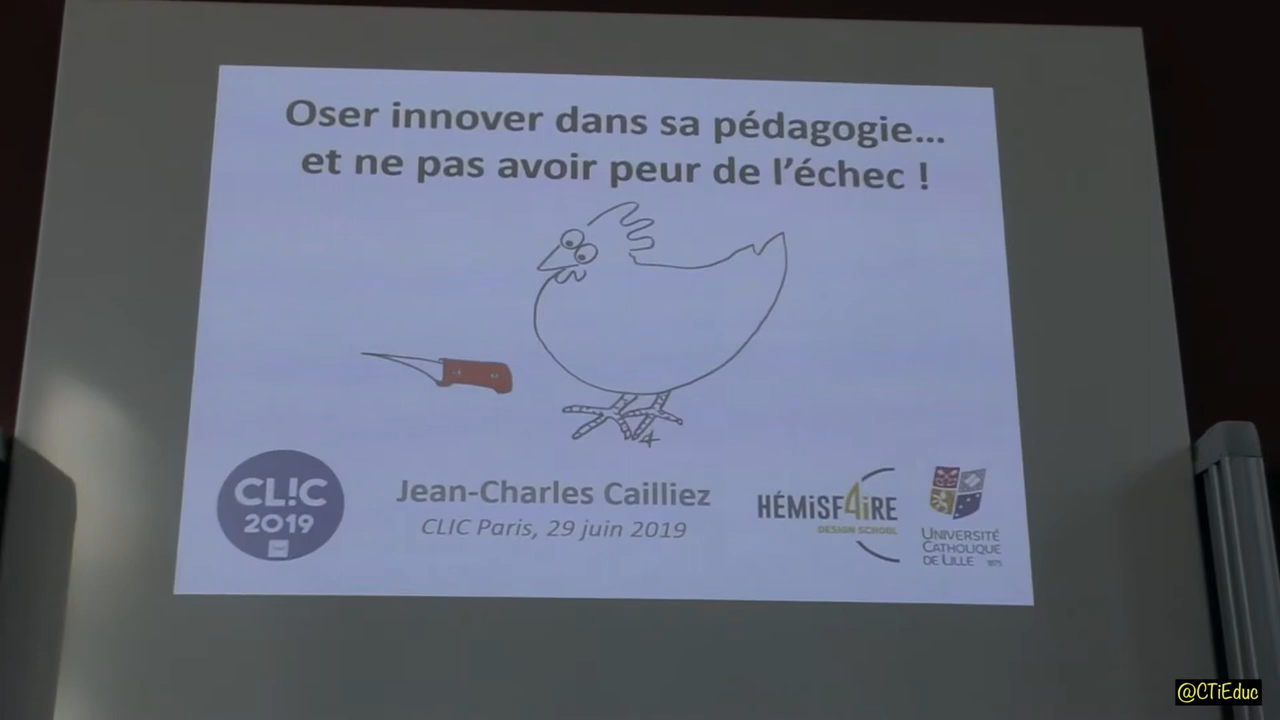 Oser innover dans sa pédagogie...
et ne pas avoir peur de l'échec !
CL!C
2019
Jean-Charles Cailliez
CLIC Paris, 29 juin 2019
HÉMiSF4iRE
DESIGN SCHOOL
UNIVERSITÉ
CATHOLIQUE
DE LILLE 1875
@CTiEduc